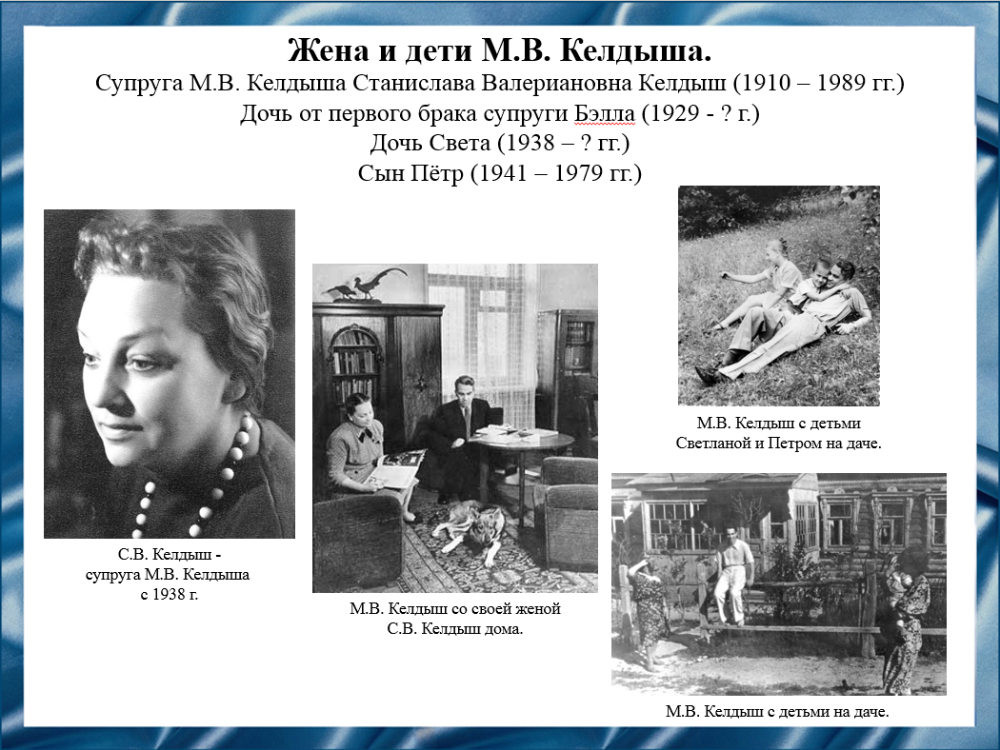 Жена и дети М.В. Келдыша.
Супруга М.В. Келдыша Станислава Валериановна Келдыш (1910 – 1989 гг.)
Дочь от первого брака супруги Бэлла (1929 - ? г.)
Дочь Света (1938 – ? гг.)
Сын Пётр (1941 – 1979 гг.)
С.В. Келдыш -
супруга М.В. Келдыша
с 1938 г.
М.В. Келдыш со своей женой
С.В. Келдыш дома.
М.В. Келдыш с детьми
Светланой и Петром на даче.
М.В. Келдыш с детьми на даче.